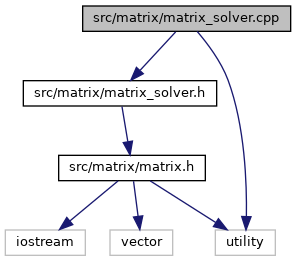 src/matrix/matrix_solver.cpp
src/matrix/matrix_solver.h
src/matrix/matrix.h
iostream
vector
utility